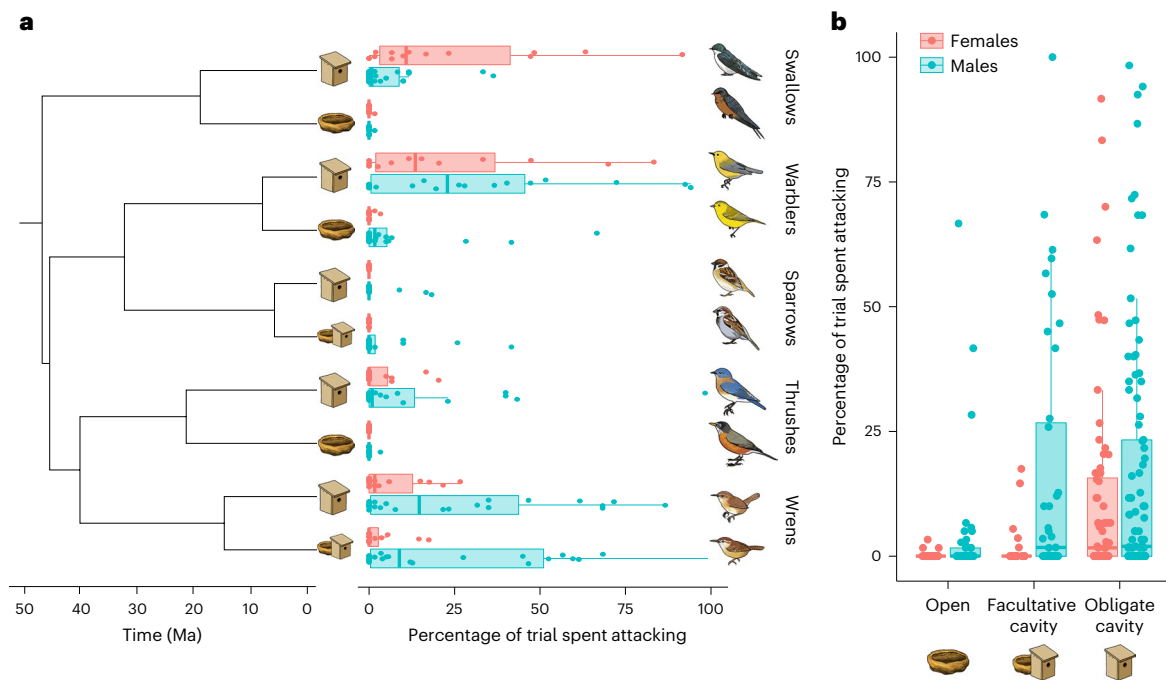 a
Swallows
Warblers
Sparrows
Thrushes
Wrens
50 40 30 20 10 0
Time (Ma)
0 25 50 75 100
Percentage of trial spent attacking
b
Females
Males
100
75
50
25
0
Percentage of trial spent attacking
Open Facultative Obligate
cavity cavity